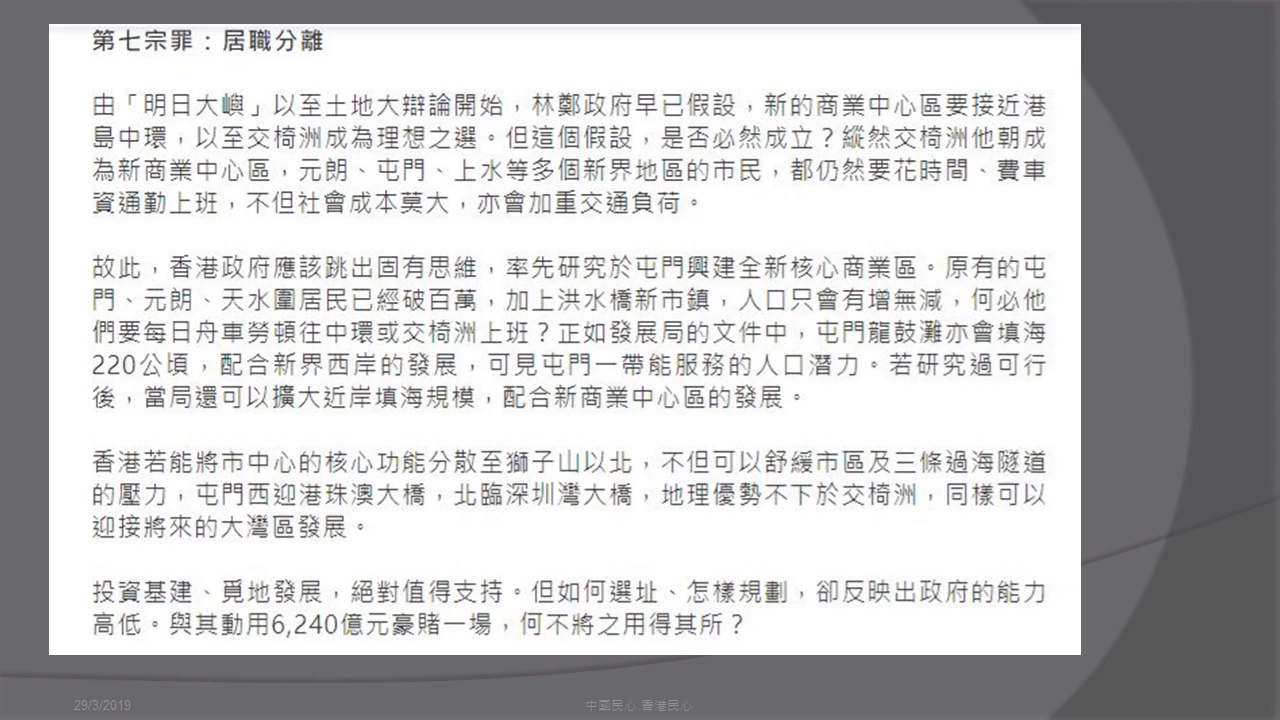 第七宗罪：居職分離
由「明日大嶼」以至土地大辯論開始，林鄭政府早已假設，新的商業中心區要接近港
島中環，以至交椅洲成為理想之選。但這個假設，是否必然成立？縱然交椅洲他朝成
為新商業中心區，元朗、屯門、上水等多個新界地區的市民，都仍然要花時間、費車
資通勤上班，不但社會成本莫大，亦會加重交通負荷。
故此，香港政府應該跳出固有思維，率先研究於屯門興建全新核心商業區。原有的屯
門、元朗、天水圍居民已經破百萬，加上洪水橋新市鎮，人口只會有增無減，何必他
們要每日舟車勞頓往中環或交椅洲上班？正如發展局的文件中，屯門龍鼓灘亦會填海
220公頃，配合新界西岸的發展，可見屯門一帶能服務的人口潛力。若研究過可行
後，當局還可以擴大近岸填海規模，配合新商業中心區的發展。
香港若能將市中心的核心功能分散至獅子山以北，不但可以舒緩市區及三條過海隧道
的壓力，屯門西迎港珠澳大橋，北臨深圳灣大橋，地理優勢不下於交椅洲，同樣可以
迎接將來的大灣區發展。
投資基建、覓地發展，絕對值得支持。但如何選址、怎樣規劃，卻反映出政府的能力
高低。與其動用6,240億元豪賭一場，何不將之用得其所？
29/3/2019
中國民心.香港民心